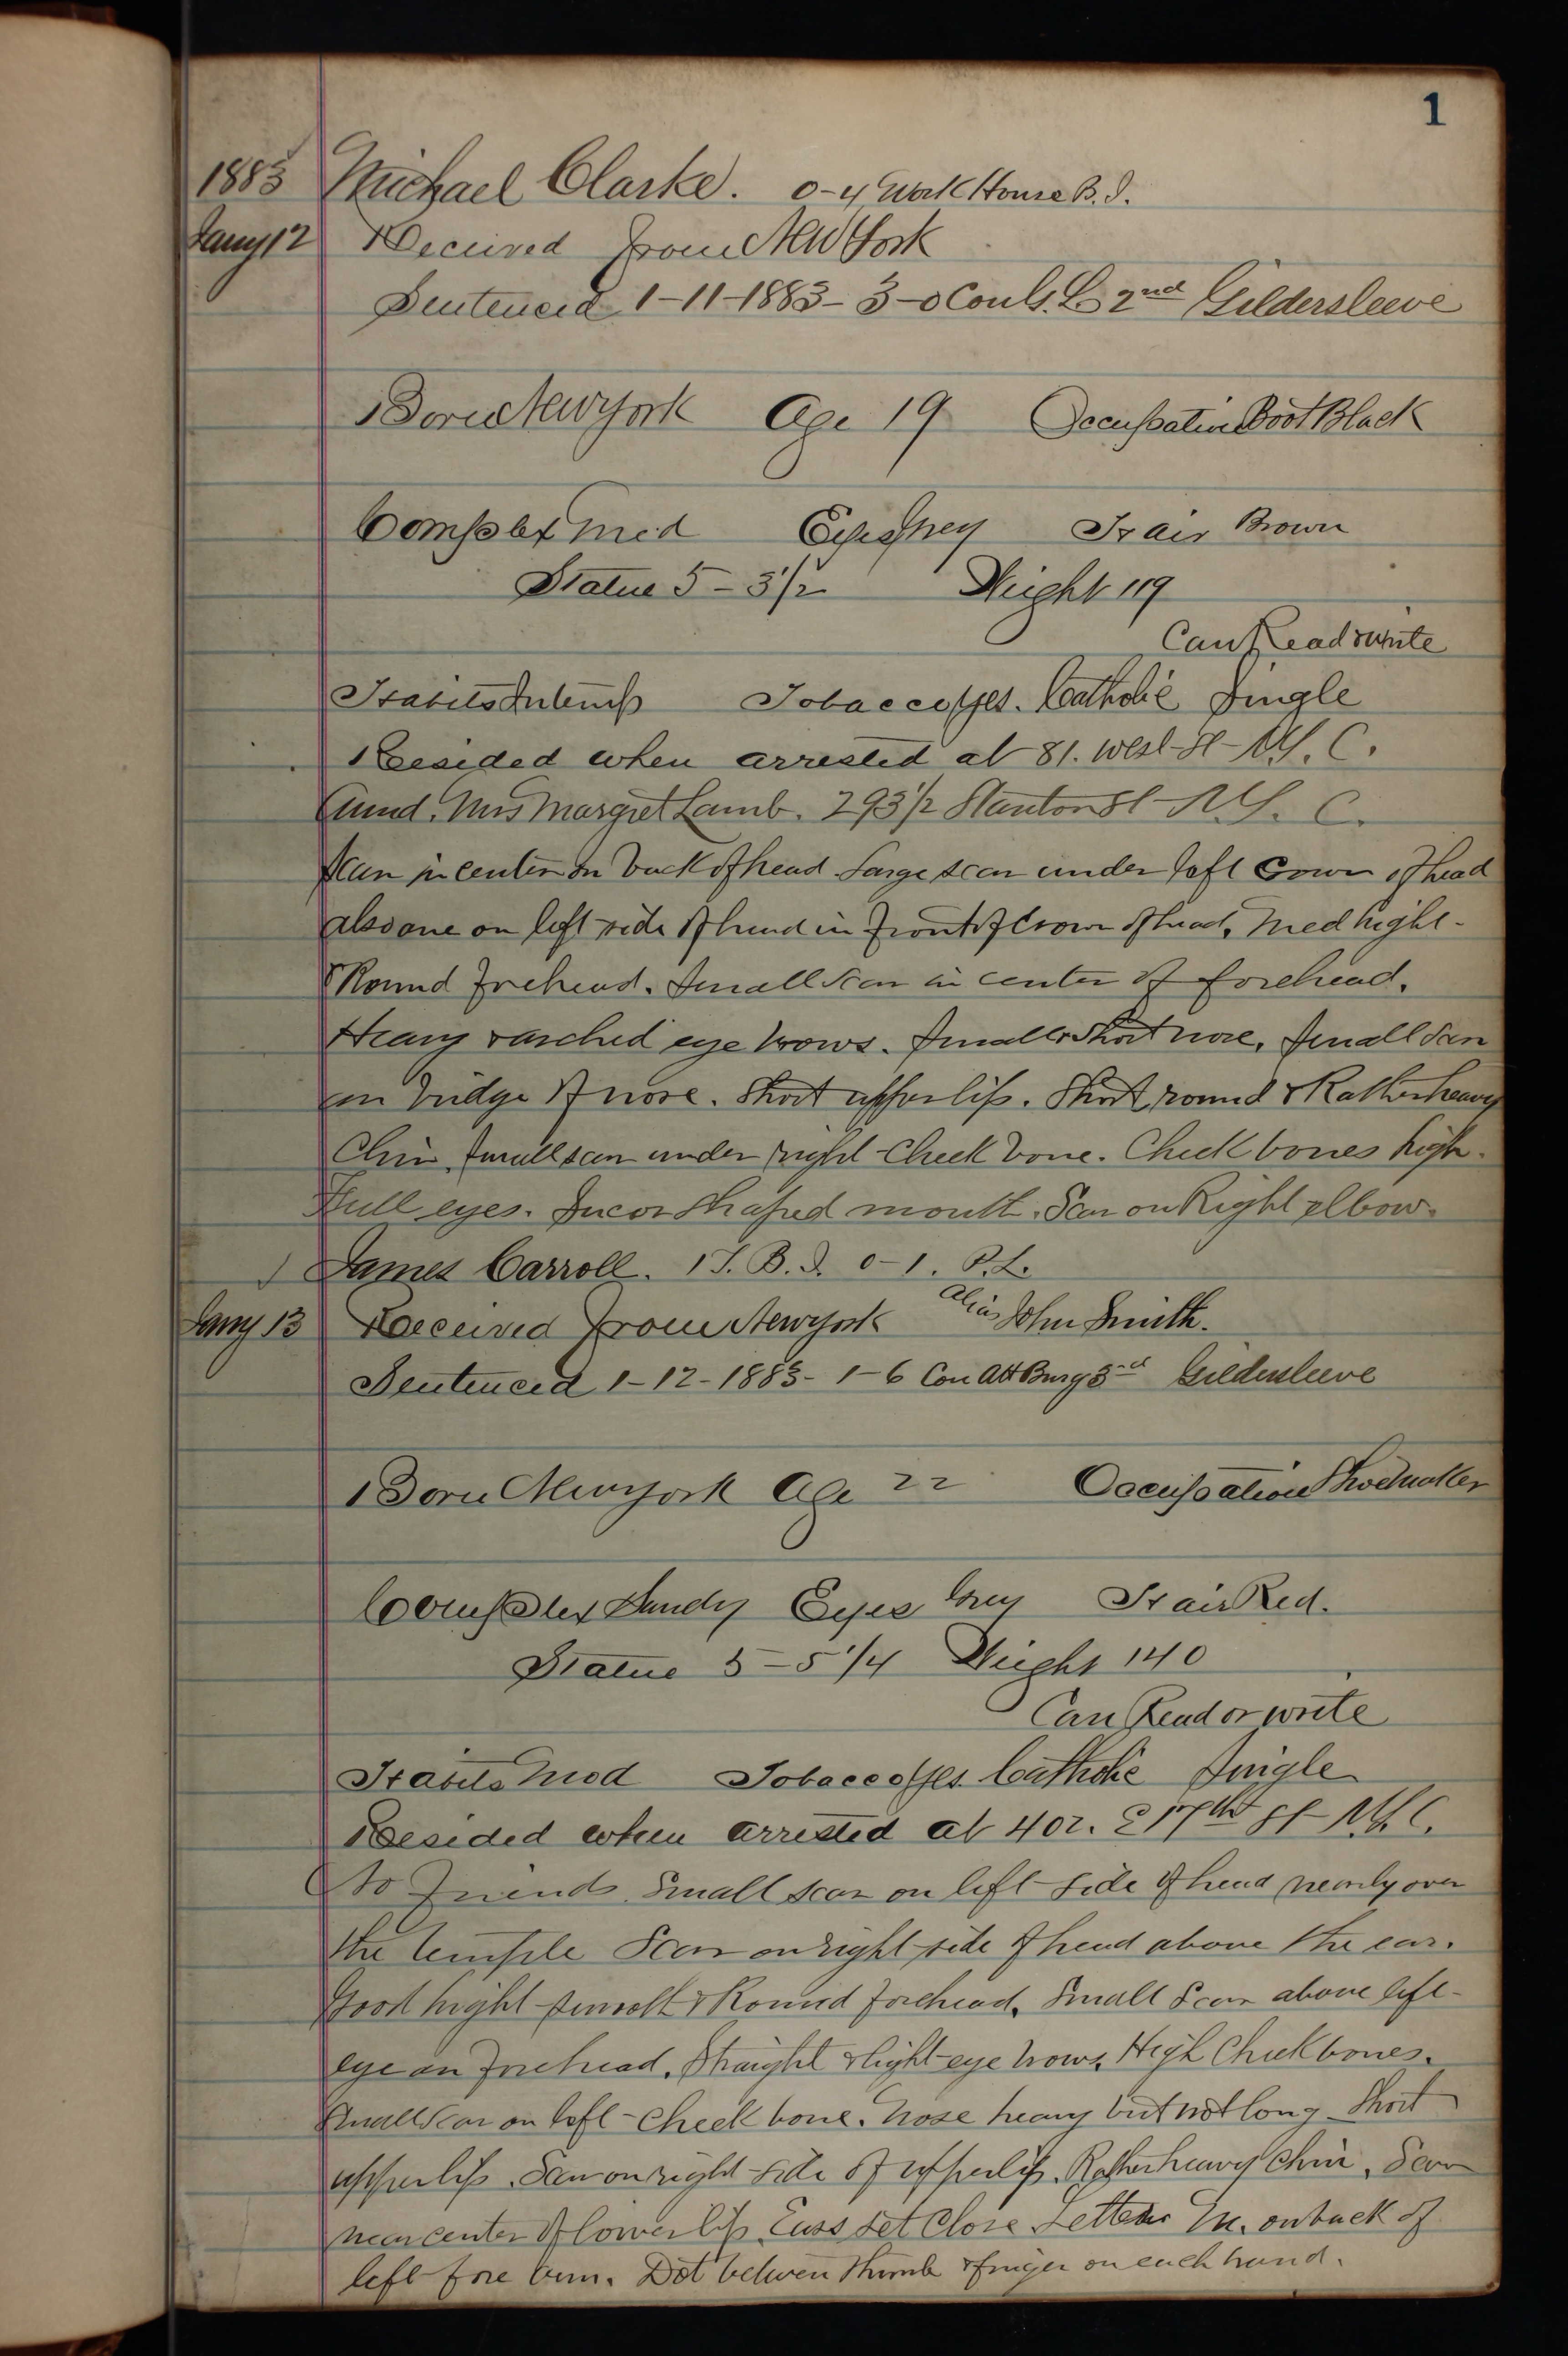 1
1883 Michael Clarke. 0-4 Work House B.I.
Jany 12 Received from New York
Sentenced 1-11-1883- 3-0 Con G. L. 2nd Gildersleeve
Born New york Age 19 Occupation Boot Black
Complex Med Eyes Grey Hair Brown
Statue 5-3 1/2 Weight 119
Can Read & write
Habits Intemp Tobacco yes. Catholic Single
Resided when arrested at 81. West St N.Y. C.
Aund. Mrs Margret Lamb. 293 1/2 Stanton St N.Y. C.
Scar in center on back of head. Large scar under left Crown of head
also one on left side of head in front of Crown of head, Med hight
& Round forehead. Small Scar in center of forehead.
Heavy & arched eye brows. Small & Short nose, Small Scar
on bridge of nose. Short upper lip. Short, round & Rather heavy
Chin, Small scar under right Cheek bone. Cheek bones high.
Full eyes. shaped mouth. Scar on Right elbow.
James Carroll. 1 T. B. I. 0-1. P.L.
Jany 13 Received from New york alias John Smith.
Sentenced 1-12-1883- 1-6 Con Att Burg 3rd Gildersleeve
Born New york Age 22 Occupation Shoemaker
Complex Sandy Eyes Grey Hair Red.
Statue 5-5 1/4 Weight 140
Can Read or write
Habits Mod Tobacco yes. Catholic Single
Resided when arrested at 402. E 17th St N.Y. C.
No Friends. Small scar on left side of head nearly over
the temple Scar on right side of head above the ear.
Good hight smooth & Round forehead, Small Scar above left
eye on forehead, Straight & light eye brows, High Cheek bones.
Small Scar on left Cheek bone. Nose heavy but not long Short
upper lip. Scar on right side of upper lip. Rather heavy Chin, Scar
near center of lower lip, Ears set Close Letters M. on back of
left fore arm. Dot between thumb & finger on each hand.